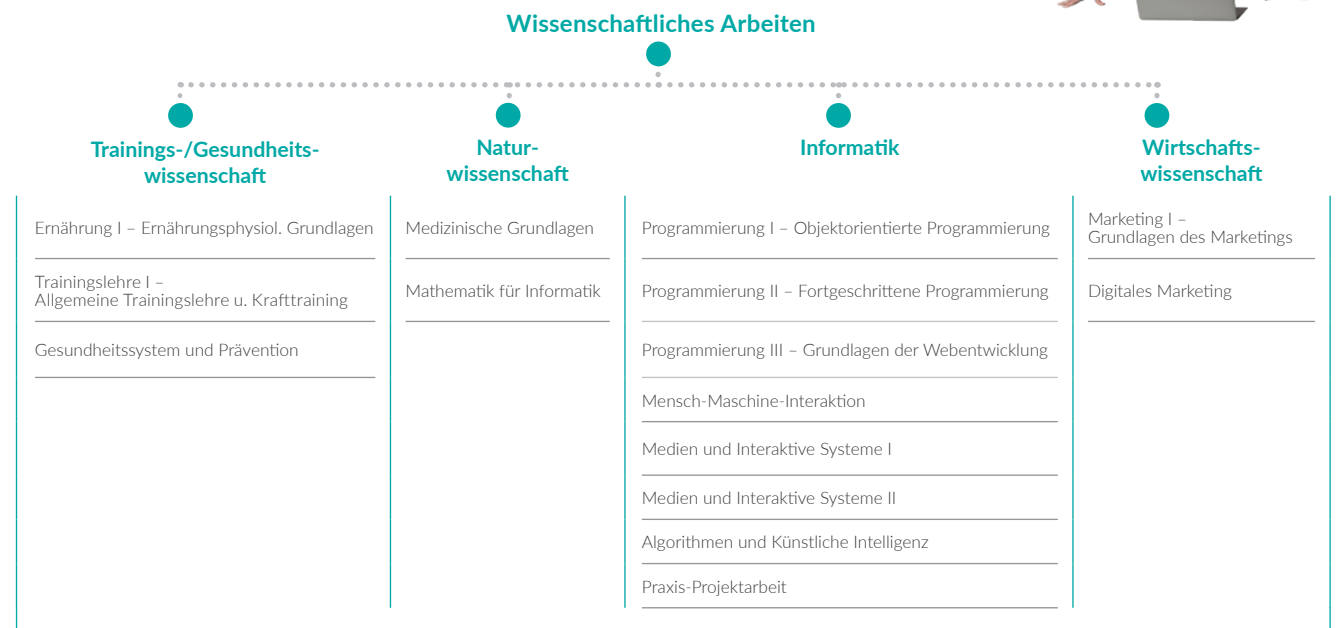 Wissenschaftliches Arbeiten
Trainings-/Gesundheits-
wissenschaft
Ernährung I – Ernährungsphysiol. Grundlagen
Trainingslehre I –
Allgemeine Trainingslehre u. Krafttraining
Gesundheitssystem und Prävention
Natur-
wissenschaft
Medizinische Grundlagen
Mathematik für Informatik
Informatik
Programmierung I – Objektorientierte Programmierung
Programmierung II – Fortgeschrittene Programmierung
Programmierung III – Grundlagen der Webentwicklung
Mensch-Maschine-Interaktion
Medien und Interaktive Systeme I
Medien und Interaktive Systeme II
Algorithmen und Künstliche Intelligenz
Praxis-Projektarbeit
Wirtschafts-
wissenschaft
Marketing I –
Grundlagen des Marketings
Digitales Marketing